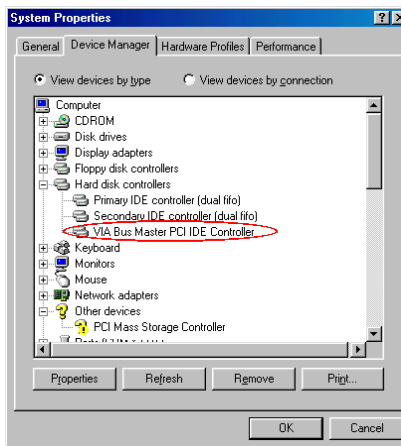 System Properties
General Device Manager Hardware Profiles Performance
View devices by type View devices by connection
Computer
CDROM
Disk drives
Display adapters
Floppy disk controllers
Hard disk controllers
Primary IDE controller (dual fifo)
Secondary IDE controller (dual fifo)
VIA Bus Master PCI IDE Controller
Keyboard
Monitors
Mouse
Network adapters
Other devices
PCI Mass Storage Controller
Properties Refresh Remove Print...
OK Cancel